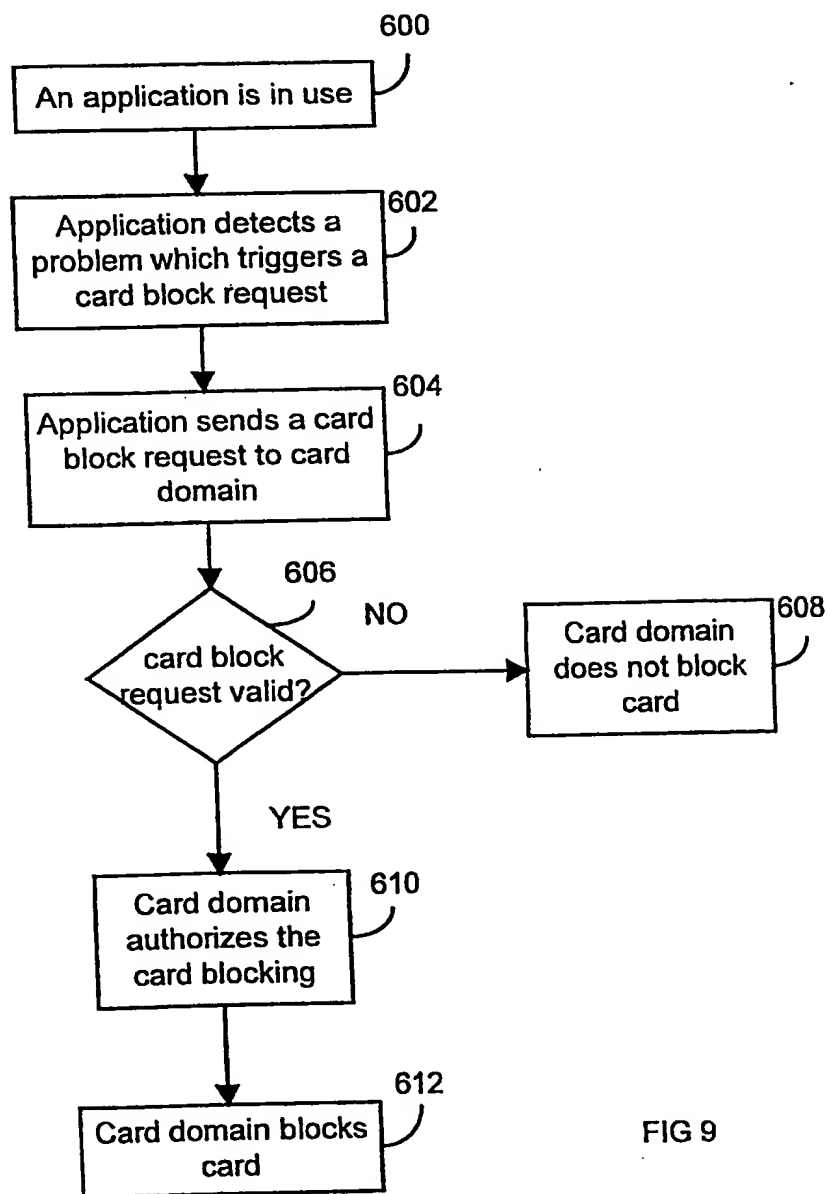 600
An application is in use
602
Application detects a
problem which triggers a
card block request
604
Application sends a card
block request to card
domain
606
NO
608
card block
request valid?
Card domain
does not block
card
YES
610
Card domain
authorizes the
card blocking
612
Card domain blocks
card
FIG 9